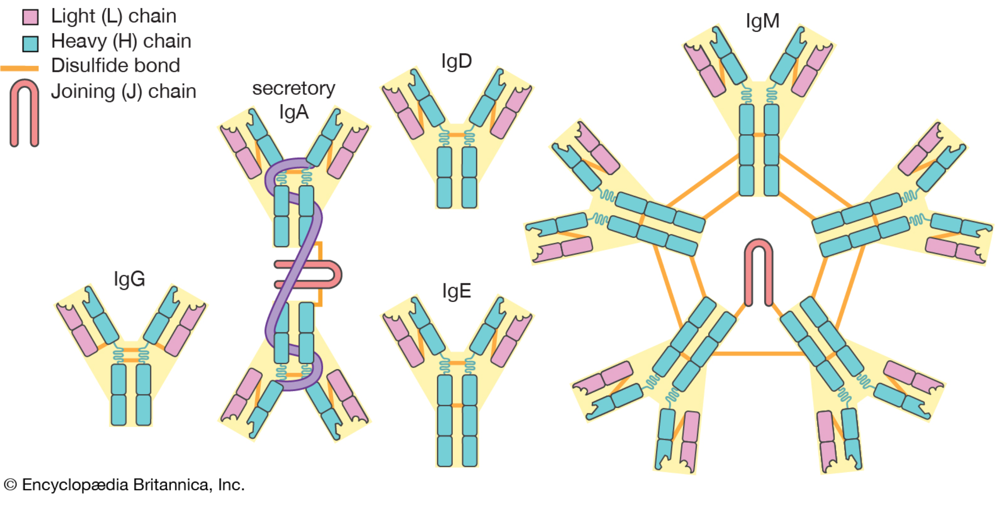 Light (L) chain
Heavy (H) chain
Disulfide bond
Joining (J) chain
IgG
secretory
IgA
IgD
IgE
IgM
© Encyclopædia Britannica, Inc.